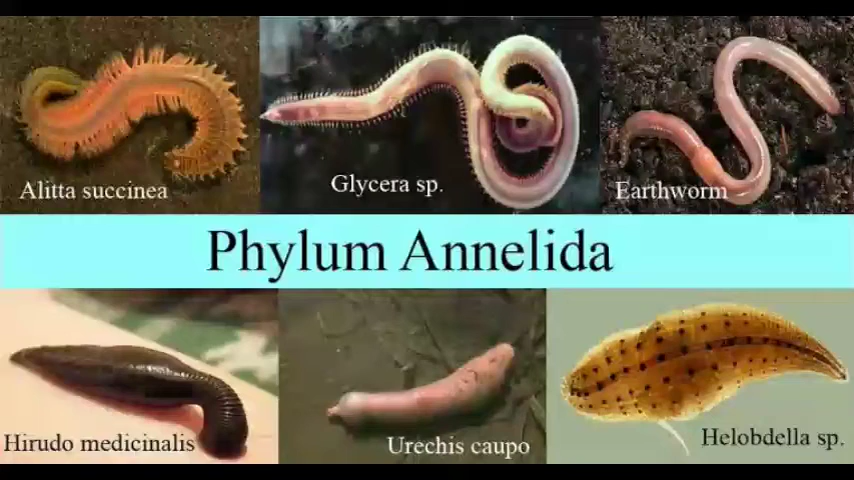 Alitta succinea
Glycera sp.
Earthworm
Phylum Annelida
Hirudo medicinalis
Urechis caupo
Helobdella sp.